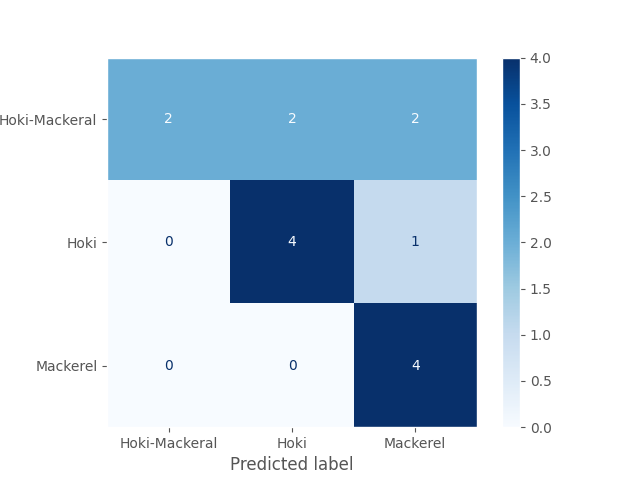 Hoki-Mackeral 2 2 2
Hoki 0 4 1
Mackerel 0 0 4
Hoki-Mackeral Hoki Mackerel
Predicted label
4.0
3.5
3.0
2.5
2.0
1.5
1.0
0.5
0.0